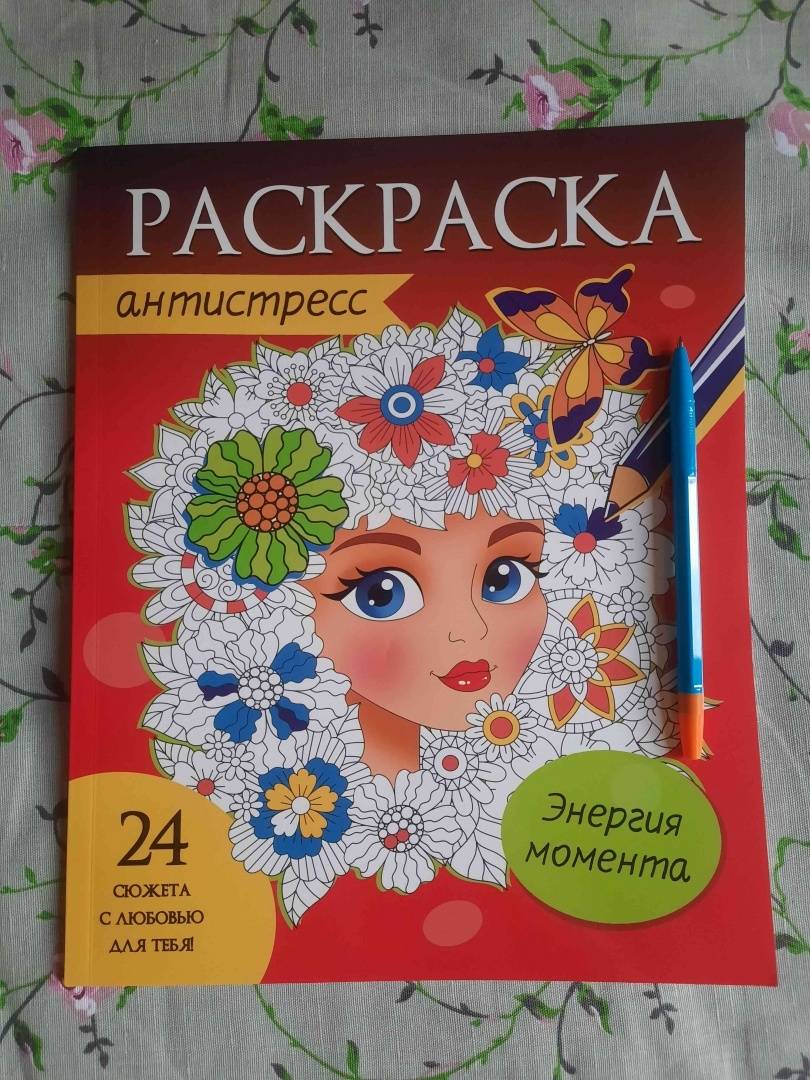 РАСКРАСКА
антистресс
Энергия
момента
24
СЮЖЕТА
С ЛЮБОВЬЮ
ДЛЯ ТЕБЯ!